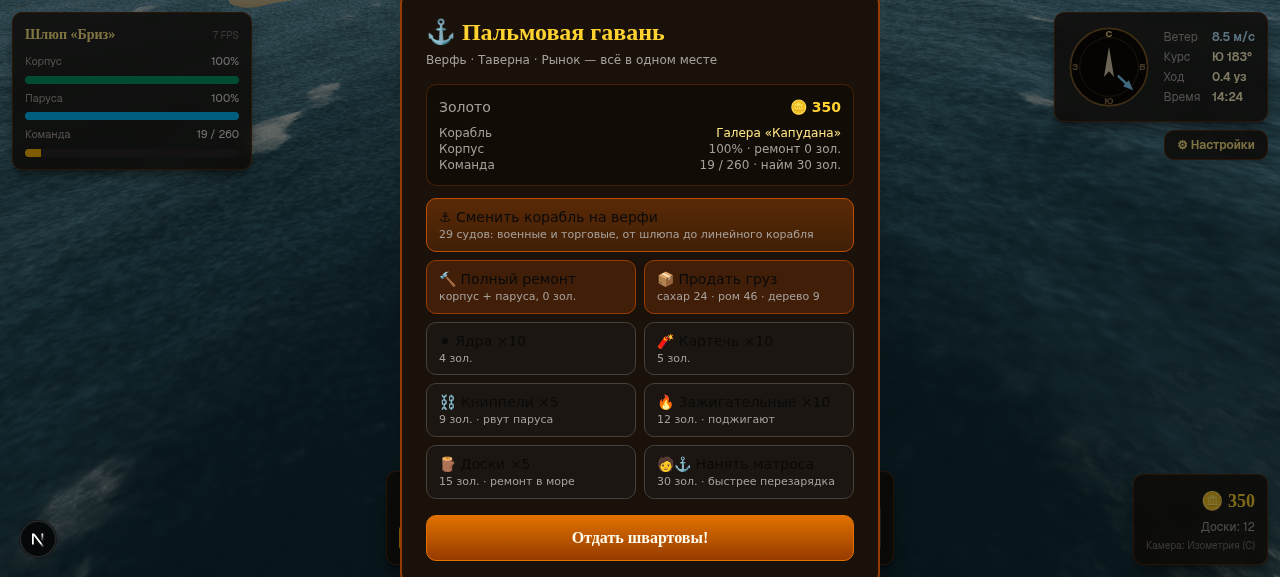 Шлюп «Бриз» 7 FPS
Корпус 100%
Паруса 100%
Команда 19 / 260
⚓ Пальмовая гавань
Верфь · Таверна · Рынок — всё в одном месте
Золото 🪙 350
Корабль Галера «Капудана»
Корпус 100% · ремонт 0 зол.
Команда 19 / 260 · найм 30 зол.
⚓ Сменить корабль на верфи
29 судов: военные и торговые, от шлюпа до линейного корабля
🔨 Полный ремонт
корпус + паруса, 0 зол.
📦 Продать груз
сахар 24 · ром 46 · дерево 9
⚫ Ядра ×10
4 зол.
🧨 Картечь ×10
5 зол.
⛓ Книппели ×5
9 зол. · рвут паруса
🔥 Зажигательные ×10
12 зол. · поджигают
🪵 Доски ×5
15 зол. · ремонт в море
🧑⚓ Нанять матроса
30 зол. · быстрее перезарядка
Отдать швартовы!
С
З В
Ю
Ветер 8.5 м/с
Курс Ю 183°
Ход 0.4 уз
Время 14:24
⚙ Настройки
🪙 350
Доски: 12
Камера: Изометрия (C)
N